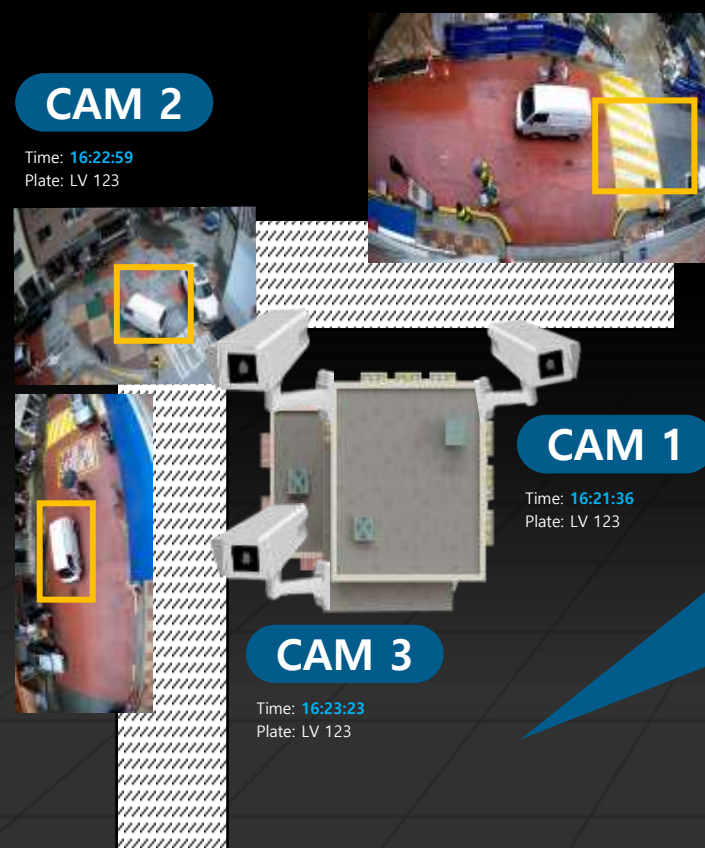 CAM 2
Time: 16:22:59
Plate: LV 123
CAM 1
Time: 16:21:36
Plate: LV 123
CAM 3
Time: 16:23:23
Plate: LV 123